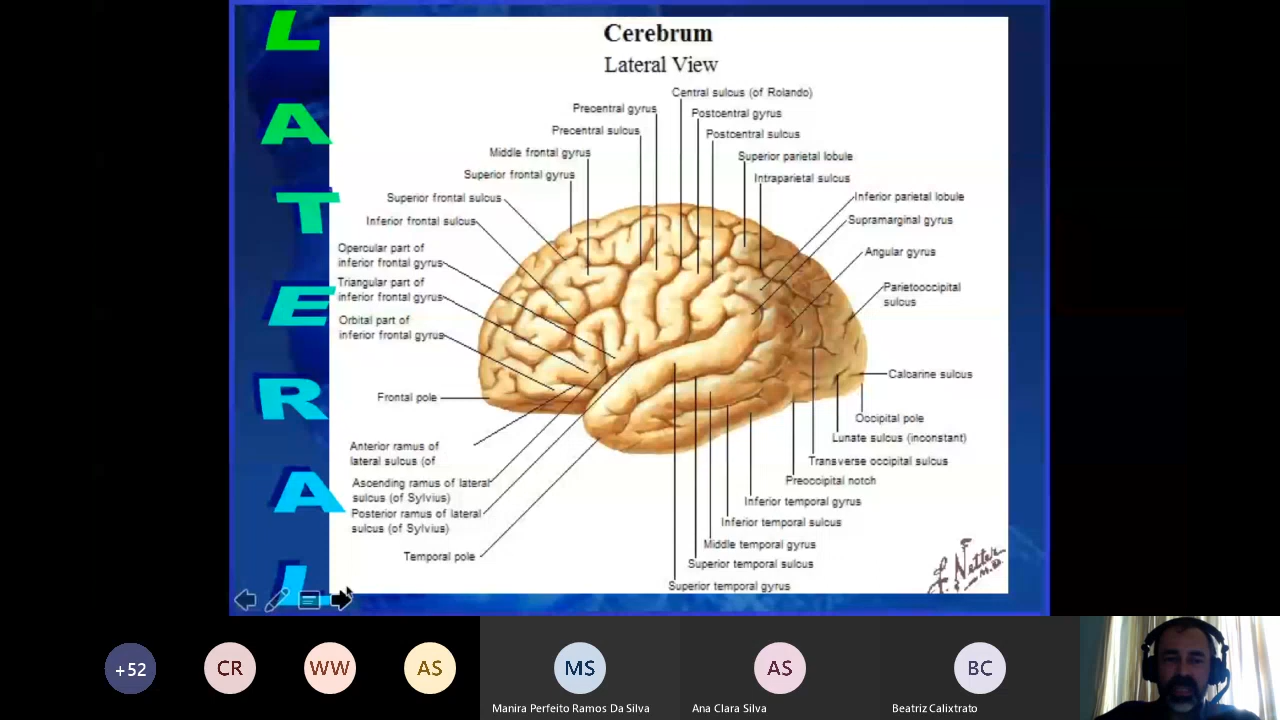 LATERAL
Cerebrum
Lateral View
Central sulcus (of Rolando)
Precentral gyrus
Postcentral gyrus
Precentral sulcus
Postcentral sulcus
Middle frontal gyrus
Superior parietal lobule
Superior frontal gyrus
Intraparietal sulcus
Superior frontal sulcus
Inferior parietal lobule
Inferior frontal sulcus
Supramarginal gyrus
Opercular part of
inferior frontal gyrus
Angular gyrus
Triangular part of
inferior frontal gyrus
Parietooccipital
sulcus
Orbital part of
inferior frontal gyrus
Calcarine sulcus
Frontal pole
Occipital pole
Lunate sulcus (inconstant)
Anterior ramus of
lateral sulcus (of
Transverse occipital sulcus
Ascending ramus of lateral
sulcus (of Sylvius)
Preoccipital notch
Inferior temporal gyrus
Posterior ramus of lateral
sulcus (of Sylvius)
Inferior temporal sulcus
Middle temporal gyrus
Temporal pole
Superior temporal sulcus
Superior temporal gyrus
F. Netter
M.D.
+52
CR
WW
AS
MS
AS
BC
Manira Perfeito Ramos Da Silva
Ana Clara Silva
Beatriz Calixtrato